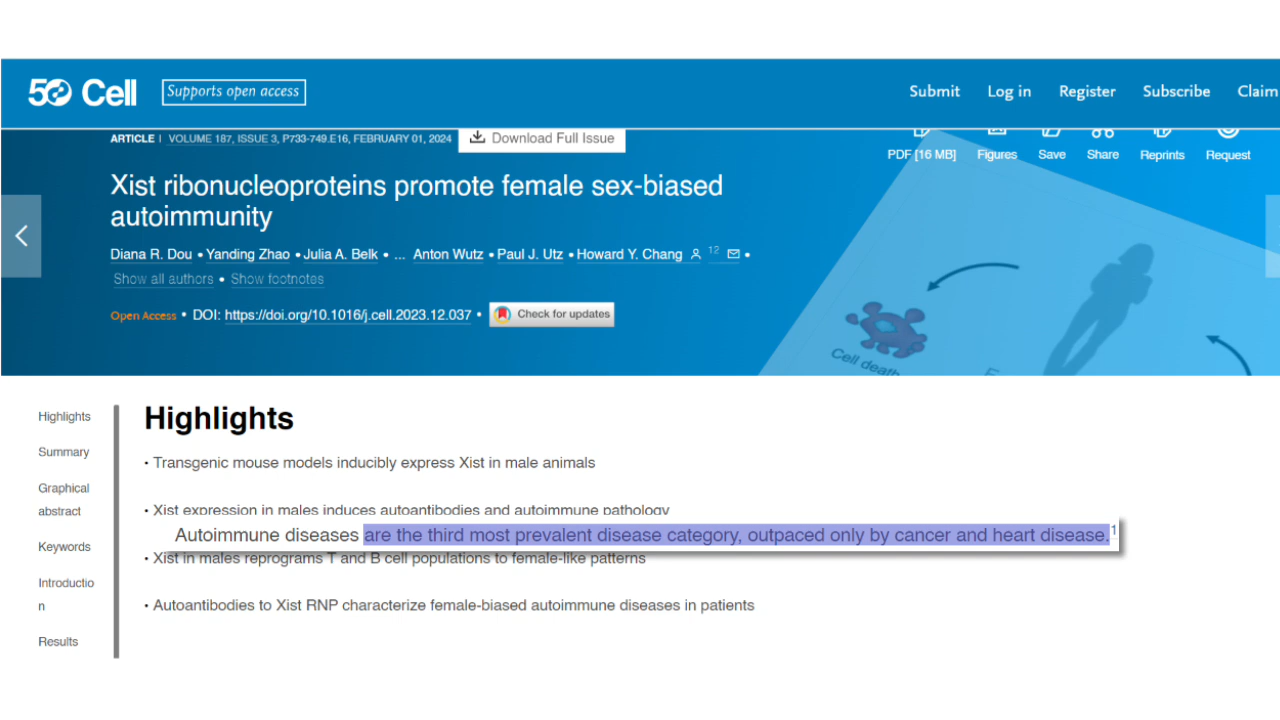 50 Cell
Supports open access
Submit Log in Register Subscribe Claim
ARTICLE | VOLUME 187, ISSUE 3, P733-749.E16, FEBRUARY 01, 2024
Download Full Issue
PDF [16 MB] Figures Save Share Reprints Request
Xist ribonucleoproteins promote female sex-biased
autoimmunity
Diana R. Dou • Yanding Zhao • Julia A. Belk • ... Anton Wutz • Paul J. Utz • Howard Y. Chang 12 •
Show all authors • Show footnotes
Open Access • DOI: https://doi.org/10.1016/j.cell.2023.12.037 •
Check for updates
Cell death
Highlights
Summary
Graphical
abstract
Keywords
Introductio
n
Results
Highlights
• Transgenic mouse models inducibly express Xist in male animals
• Xist expression in males induces autoantibodies and autoimmune pathology
Autoimmune diseases are the third most prevalent disease category, outpaced only by cancer and heart disease.1
• Xist in males reprograms T and B cell populations to female-like patterns
• Autoantibodies to Xist RNP characterize female-biased autoimmune diseases in patients